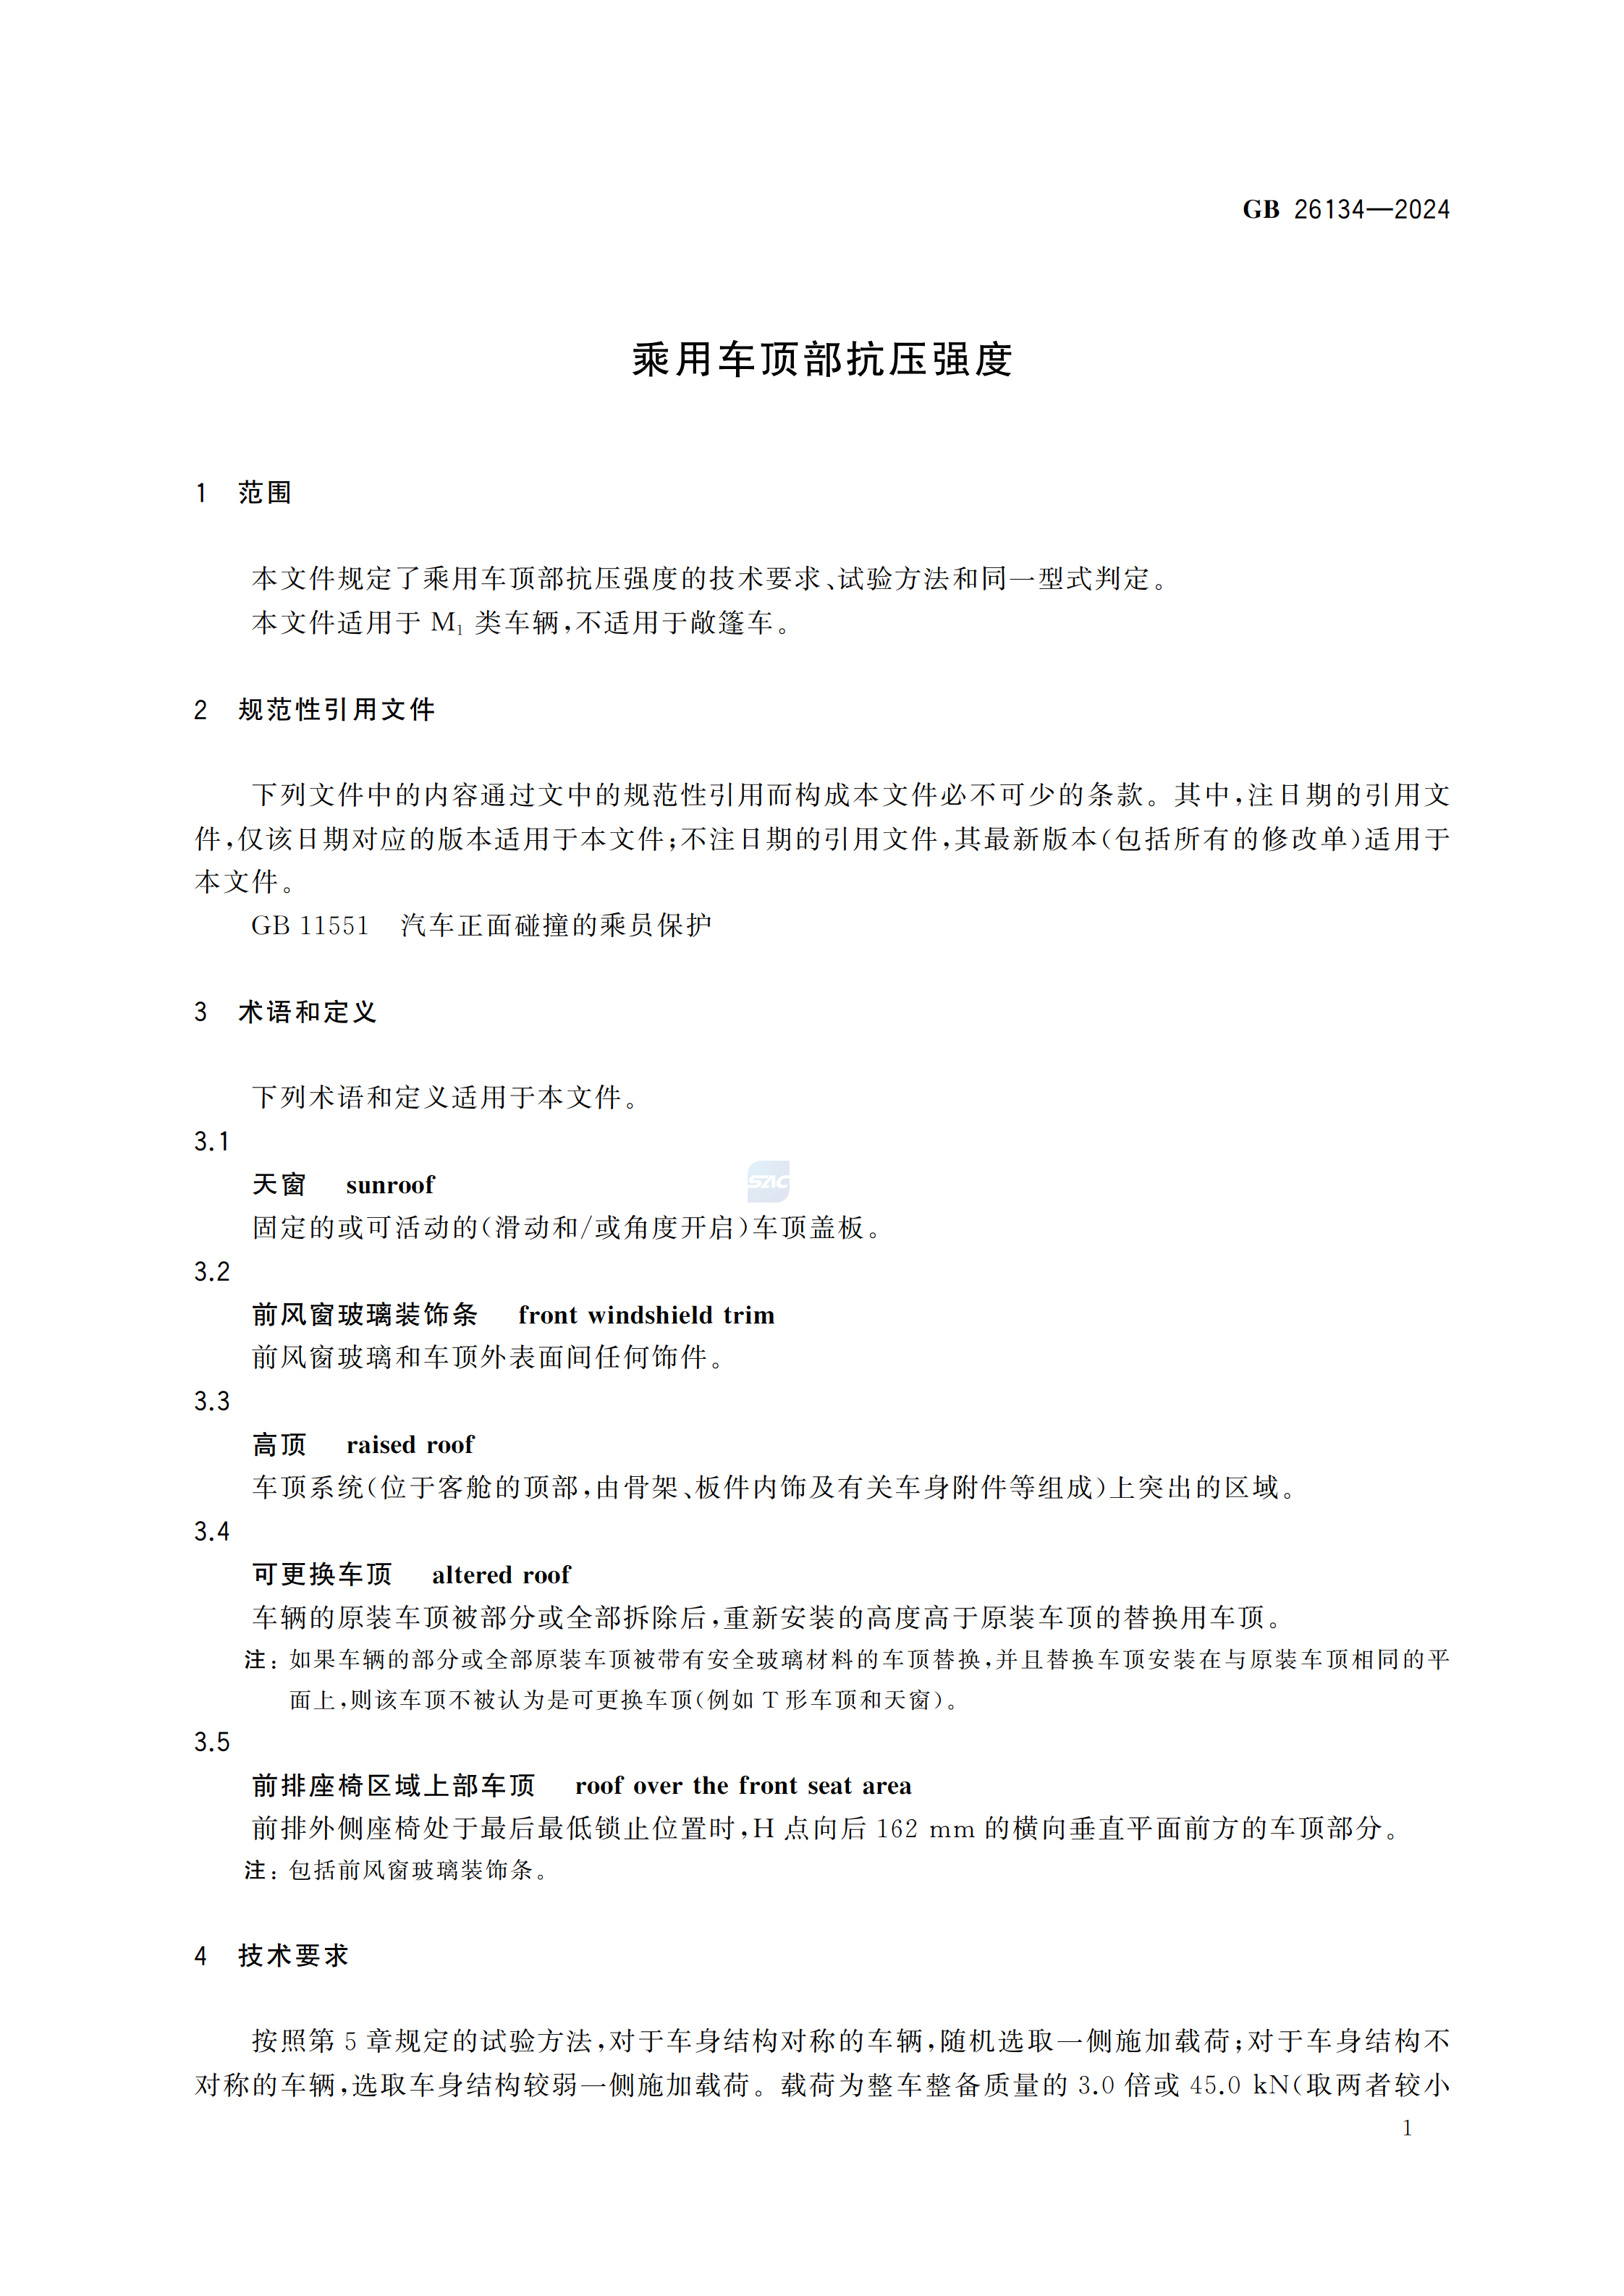 GB 26134—2024
乘用车顶部抗压强度
1 范围
本文件规定了乘用车顶部抗压强度的技术要求、试验方法和同一型式判定。
本文件适用于 M₁ 类车辆,不适用于敞篷车。
2 规范性引用文件
下列文件中的内容通过文中的规范性引用而构成本文件必不可少的条款。其中,注日期的引用文
件,仅该日期对应的版本适用于本文件;不注日期的引用文件,其最新版本(包括所有的修改单)适用于
本文件。
GB 11551 汽车正面碰撞的乘员保护
3 术语和定义
下列术语和定义适用于本文件。
3.1
天窗 sunroof
固定的或可活动的(滑动和/或角度开启)车顶盖板。
SAC
3.2
前风窗玻璃装饰条 front windshield trim
前风窗玻璃和车顶外表面间任何饰件。
3.3
高顶 raised roof
车顶系统(位于客舱的顶部,由骨架、板件内饰及有关车身附件等组成)上突出的区域。
3.4
可更换车顶 altered roof
车辆的原装车顶被部分或全部拆除后,重新安装的高度高于原装车顶的替换用车顶。
注:如果车辆的部分或全部原装车顶被带有安全玻璃材料的车顶替换,并且替换车顶安装在与原装车顶相同的平
面上,则该车顶不被认为是可更换车顶(例如 T 形车顶和天窗)。
3.5
前排座椅区域上部车顶 roof over the front seat area
前排外侧座椅处于最后最低锁止位置时,H 点向后 162 mm 的横向垂直平面前方的车顶部分。
注:包括前风窗玻璃装饰条。
4 技术要求
按照第 5 章规定的试验方法,对于车身结构对称的车辆,随机选取一侧施加载荷;对于车身结构不
对称的车辆,选取车身结构较弱一侧施加载荷。载荷为整车整备质量的 3.0 倍或 45.0 kN(取两者较小
1